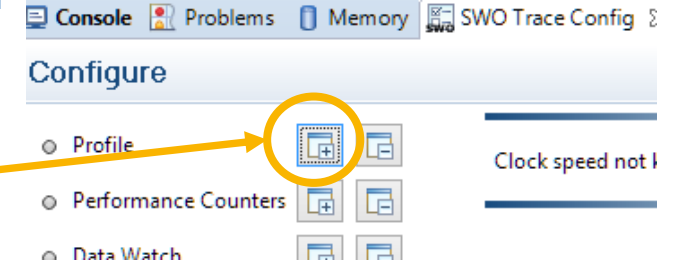 Console Problems Memory SWO Trace Config
Configure
Profile
Clock speed not
Performance Counters
Data Watch